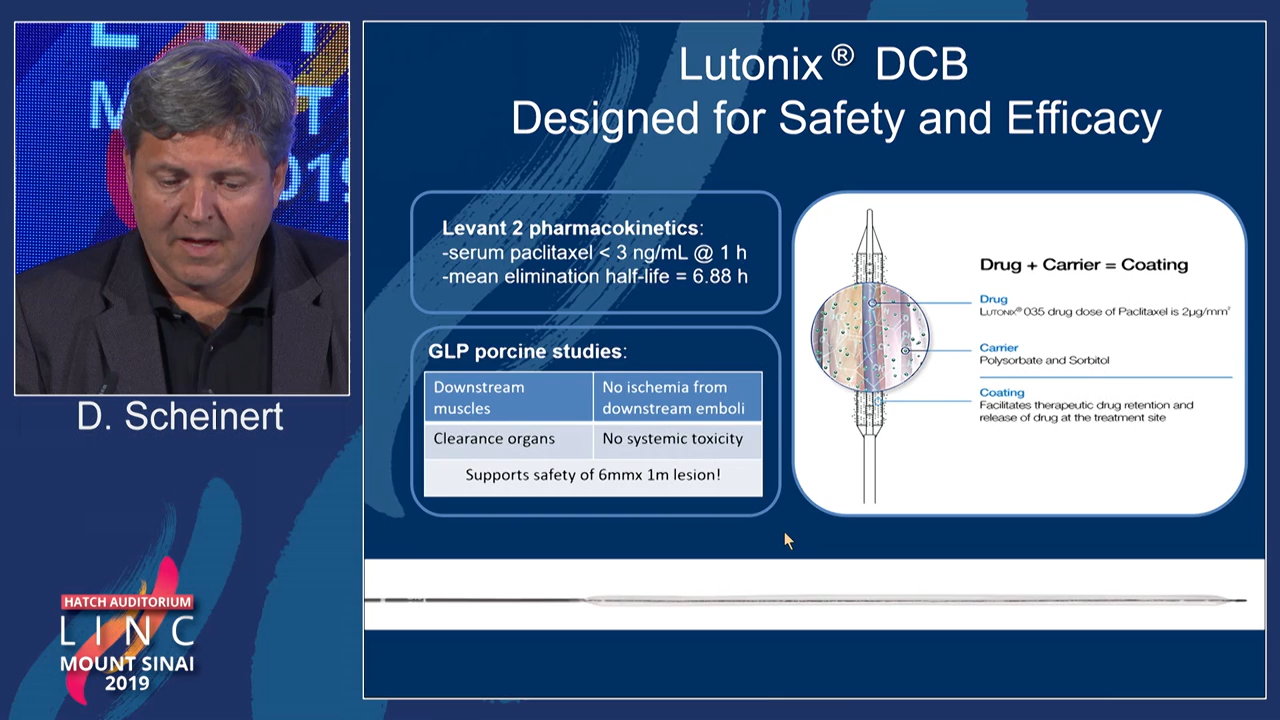 L I
M T
019
D. Scheinert
HATCH AUDITORIUM
LINC
MOUNT SINAI
2019
Lutonix® DCB
Designed for Safety and Efficacy
Levant 2 pharmacokinetics:
-serum paclitaxel < 3 ng/mL @ 1 h
-mean elimination half-life = 6.88 h
GLP porcine studies:
Downstream
muscles
No ischemia from
downstream emboli
Clearance organs
No systemic toxicity
Supports safety of 6mmx 1m lesion!
Drug + Carrier = Coating
Drug
LUTONIX® 035 drug dose of Paclitaxel is 2µg/mm²
Carrier
Polysorbate and Sorbitol
Coating
Facilitates therapeutic drug retention and
release of drug at the treatment site